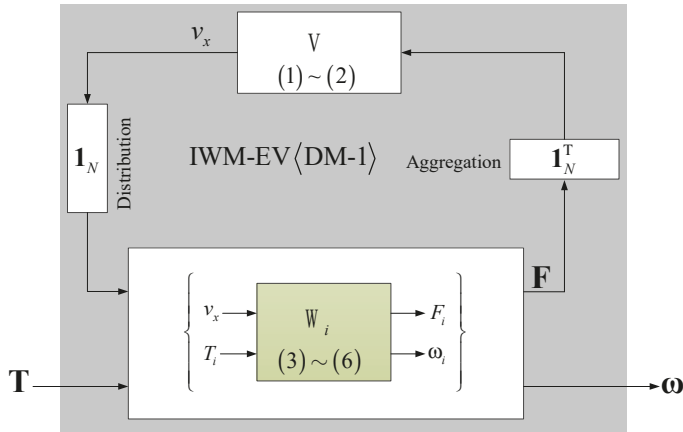 v_x
V
(1) ~ (2)
1_N
Distribution
IWM-EV⟨DM-1⟩
Aggregation
1_N^T
F
v_x
W_i
F_i
T_i
(3) ~ (6)
ω_i
T
ω